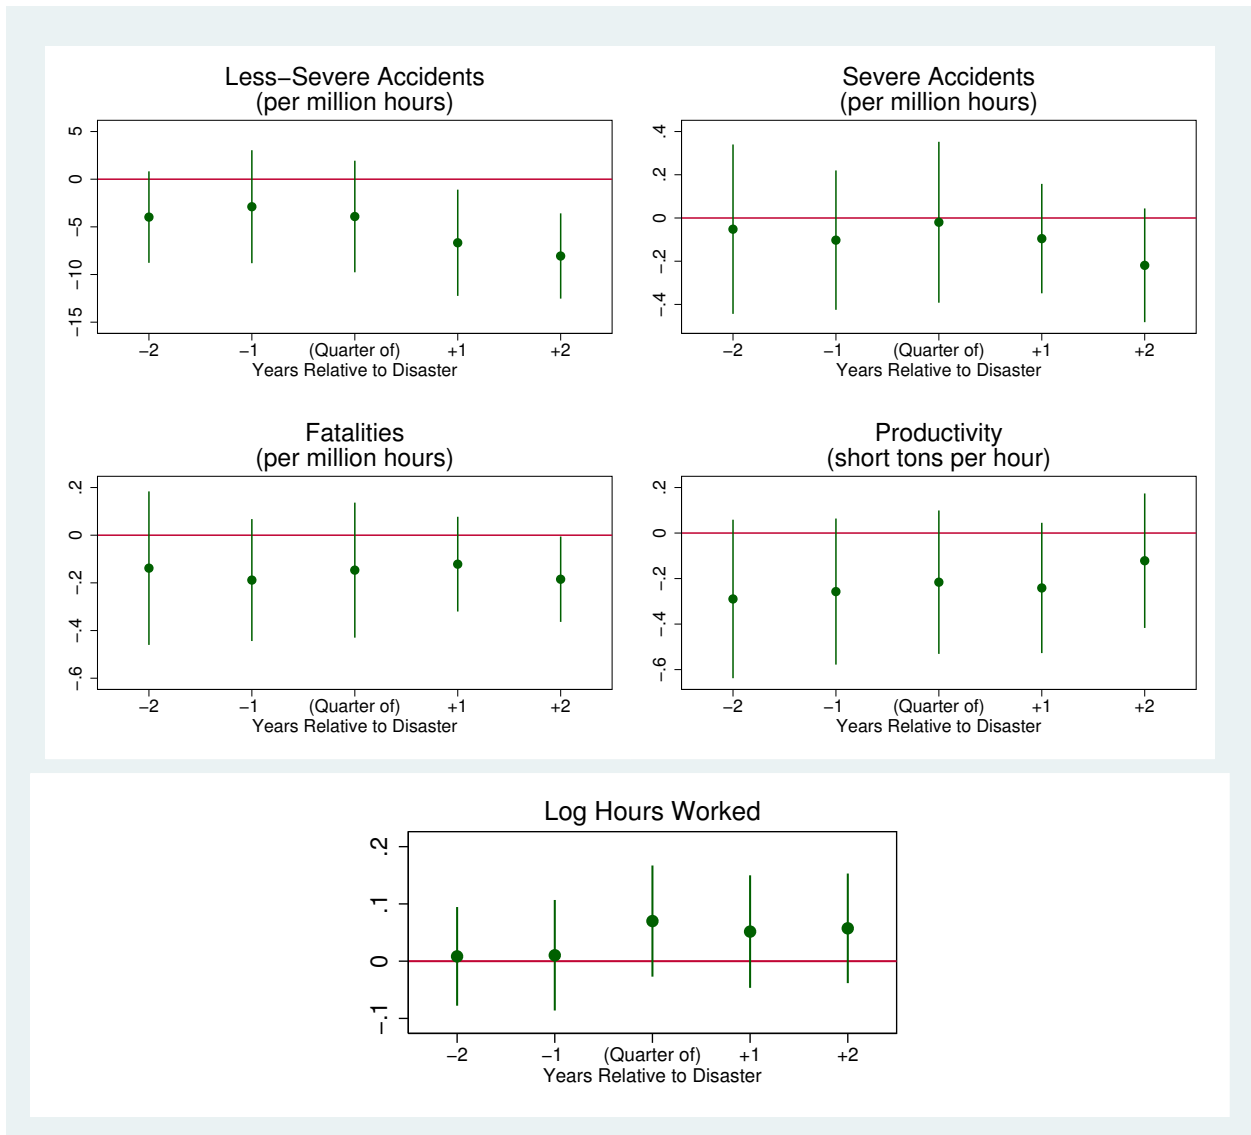 Less−Severe Accidents
(per million hours)
5
0
−5
−10
−15
−2 −1 (Quarter of) +1 +2
Years Relative to Disaster
Severe Accidents
(per million hours)
.4
.2
0
−.2
−.4
−2 −1 (Quarter of) +1 +2
Years Relative to Disaster
Fatalities
(per million hours)
.2
0
−.2
−.4
−.6
−2 −1 (Quarter of) +1 +2
Years Relative to Disaster
Productivity
(short tons per hour)
.2
0
−.2
−.4
−.6
−2 −1 (Quarter of) +1 +2
Years Relative to Disaster
Log Hours Worked
.2
.1
0
−.1
−2 −1 (Quarter of) +1 +2
Years Relative to Disaster